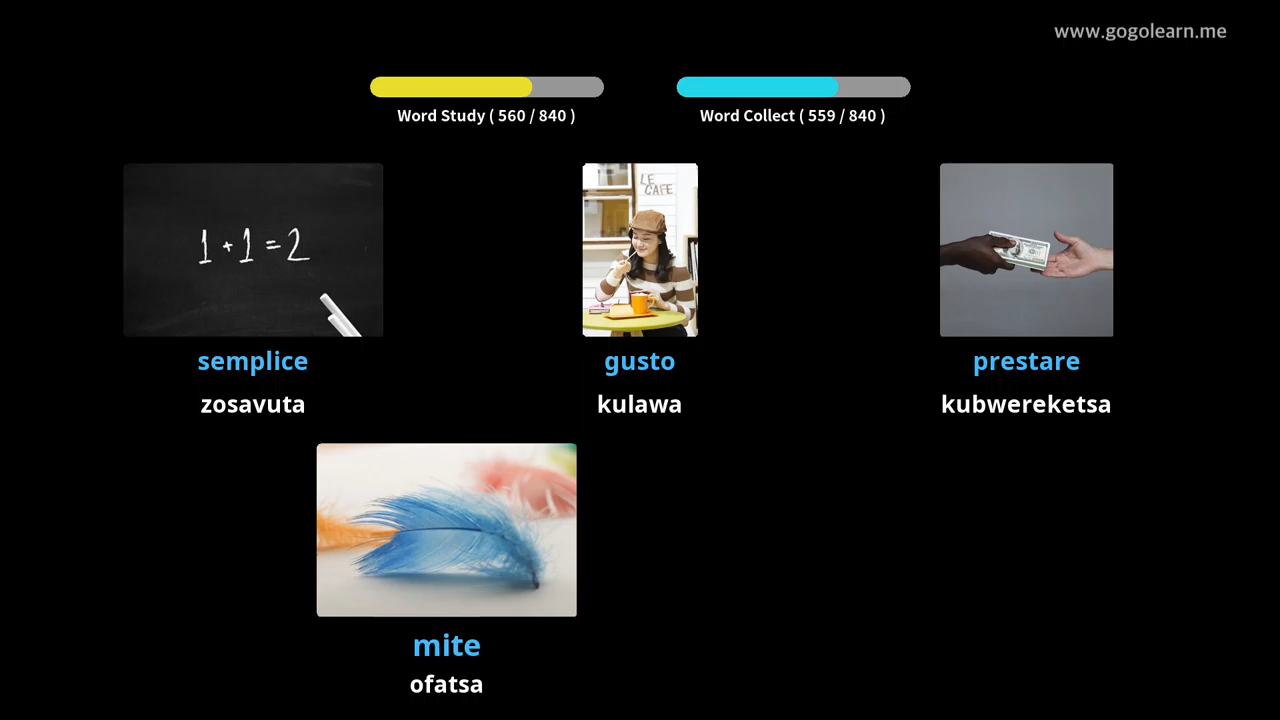 www.gogolearn.me
Word Study ( 560 / 840 )
Word Collect ( 559 / 840 )
1 + 1 = 2
LE CAFE
semplice
gusto
prestare
zosavuta
kulawa
kubwereketsa
mite
ofatsa